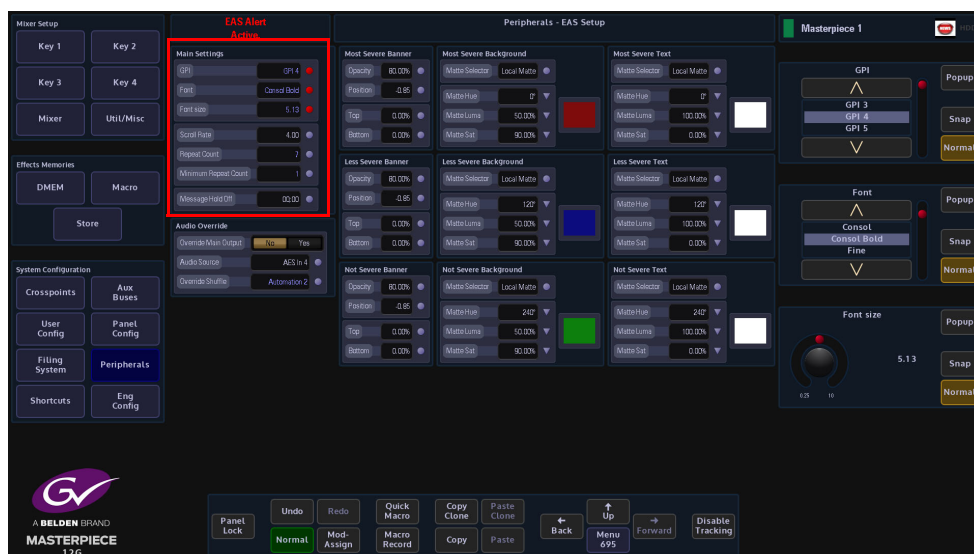 Mixer Setup
Key 1
Key 2
Key 3
Key 4
Mixer
Util/Misc
Effects Memories
DMEM
Macro
Store
System Configuration
Crosspoints
Aux
Buses
User
Config
Panel
Config
Filing
System
Peripherals
Shortcuts
Eng
Config
GV
A BELDEN BRAND
MASTERPIECE
12G
EAS Alert
Active
Main Settings
GPI
GPI 4
Font
Consol Bold
Font size
5.13
Scroll Rate
4.00
Repeat Count
7
Minimum Repeat Count
1
Message Hold Off
00:00
Audio Override
Override Main Output
No
Yes
Audio Source
AES In 4
Override Shuffle
Automation 2
Peripherals - EAS Setup
Most Severe Banner
Opacity
80.00%
Position
-0.85
Top
0.00%
Bottom
0.00%
Most Severe Background
Matte Selector
Local Matte
Matte Hue
0°
Matte Luma
50.00%
Matte Sat
90.00%
Most Severe Text
Matte Selector
Local Matte
Matte Hue
0°
Matte Luma
100.00%
Matte Sat
0.00%
Less Severe Banner
Opacity
80.00%
Position
-0.85
Top
0.00%
Bottom
0.00%
Less Severe Background
Matte Selector
Local Matte
Matte Hue
120°
Matte Luma
50.00%
Matte Sat
90.00%
Less Severe Text
Matte Selector
Local Matte
Matte Hue
120°
Matte Luma
100.00%
Matte Sat
0.00%
Not Severe Banner
Opacity
80.00%
Position
-0.85
Top
0.00%
Bottom
0.00%
Not Severe Background
Matte Selector
Local Matte
Matte Hue
240°
Matte Luma
50.00%
Matte Sat
90.00%
Not Severe Text
Matte Selector
Local Matte
Matte Hue
240°
Matte Luma
100.00%
Matte Sat
0.00%
Masterpiece 1
GPI
GPI 3
GPI 4
GPI 5
Popup
Snap
Normal
Font
Consol
Consol Bold
Fine
Popup
Snap
Normal
Font size
5.13
0.25
10
Popup
Snap
Normal
Panel
Lock
Undo
Redo
Normal
Mod-
Assign
Quick
Macro
Macro
Record
Copy
Clone
Paste
Clone
Copy
Paste
Back
Up
Menu
695
Forward
Disable
Tracking